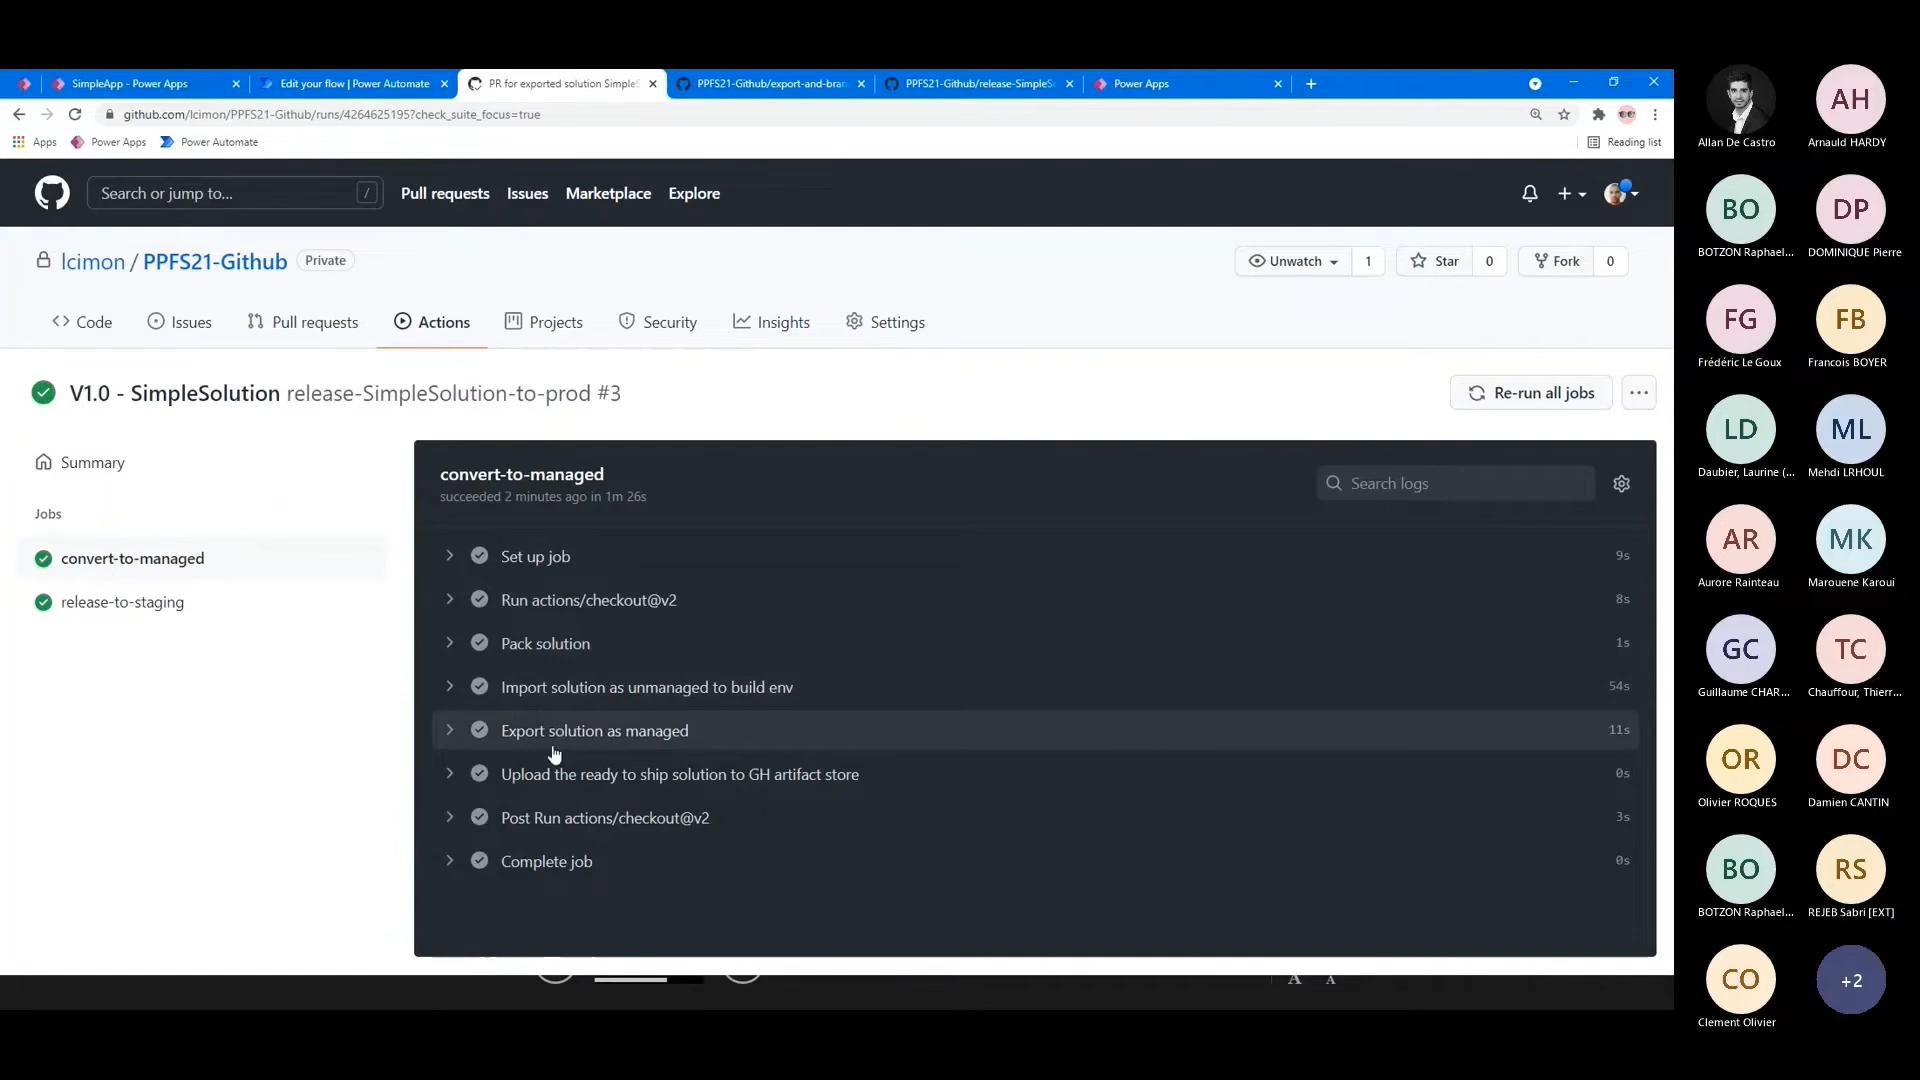 SimpleApp - Power Apps
Edit your flow | Power Automate
PR for exported solution SimpleS
PPFS21-Github/export-and-bran
PPFS21-Github/release-SimpleSo
Power Apps
github.com/lcimon/PPFS21-Github/runs/4264625195?check_suite_focus=true
Apps
Power Apps
Power Automate
Reading list
Search or jump to...
/
Pull requests
Issues
Marketplace
Explore
lcimon / PPFS21-Github
Private
Unwatch
1
Star
0
Fork
0
Code
Issues
Pull requests
Actions
Projects
Security
Insights
Settings
V1.0 - SimpleSolution release-SimpleSolution-to-prod #3
Re-run all jobs
Summary
Jobs
convert-to-managed
release-to-staging
convert-to-managed
succeeded 2 minutes ago in 1m 26s
Search logs
Set up job
9s
Run actions/checkout@v2
8s
Pack solution
1s
Import solution as unmanaged to build env
54s
Export solution as managed
11s
Upload the ready to ship solution to GH artifact store
0s
Post Run actions/checkout@v2
3s
Complete job
0s
A A
Allan De Castro
AH
Arnauld HARDY
BO
BOTZON Raphael...
DP
DOMINIQUE Pierre
FG
Frédéric Le Goux
FB
Francois BOYER
LD
Daubier, Laurine (...
ML
Mehdi LRHOUL
AR
Aurore Rainteau
MK
Marouene Karoui
GC
Guillaume CHAR...
TC
Chauffour, Thierr...
OR
Olivier ROQUES
DC
Damien CANTIN
BO
BOTZON Raphael...
RS
REJEB Sabri [EXT]
CO
Clement Olivier
+2